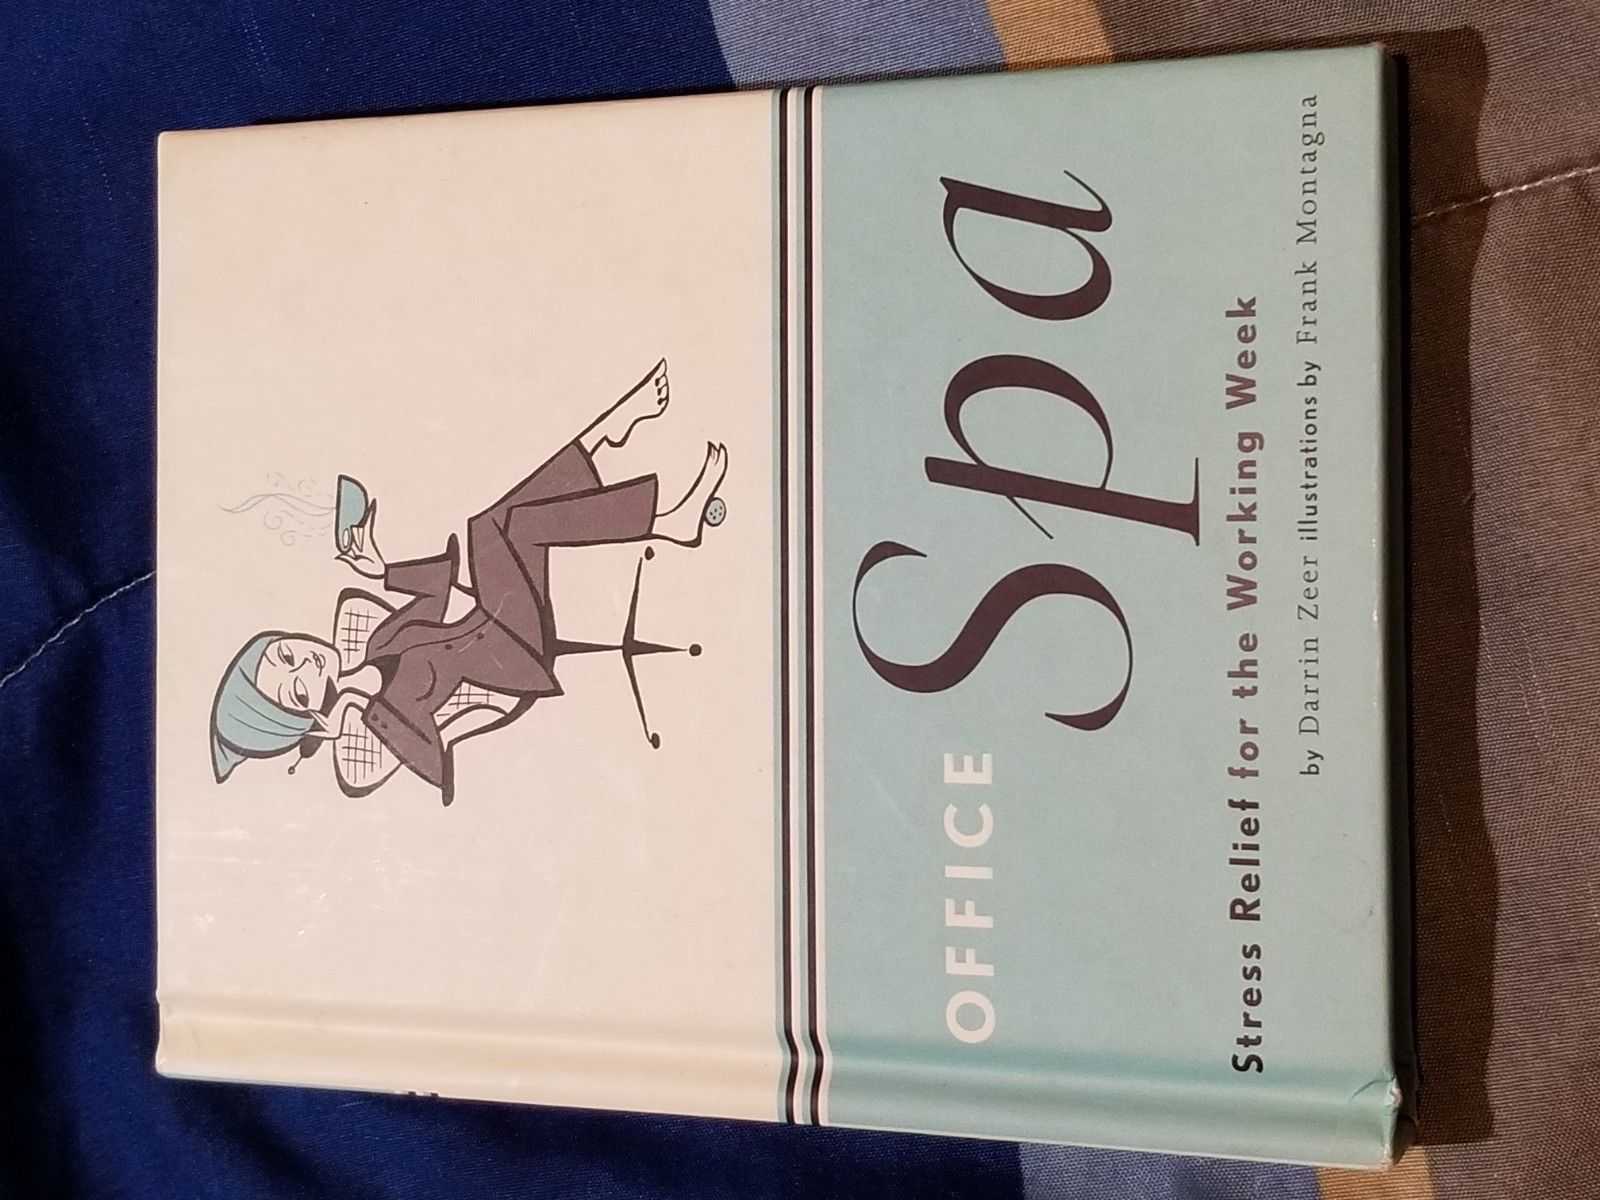 OFFICE Spa
Stress Relief for the Working Week
by Darrin Zeer illustrations by Frank Montagna